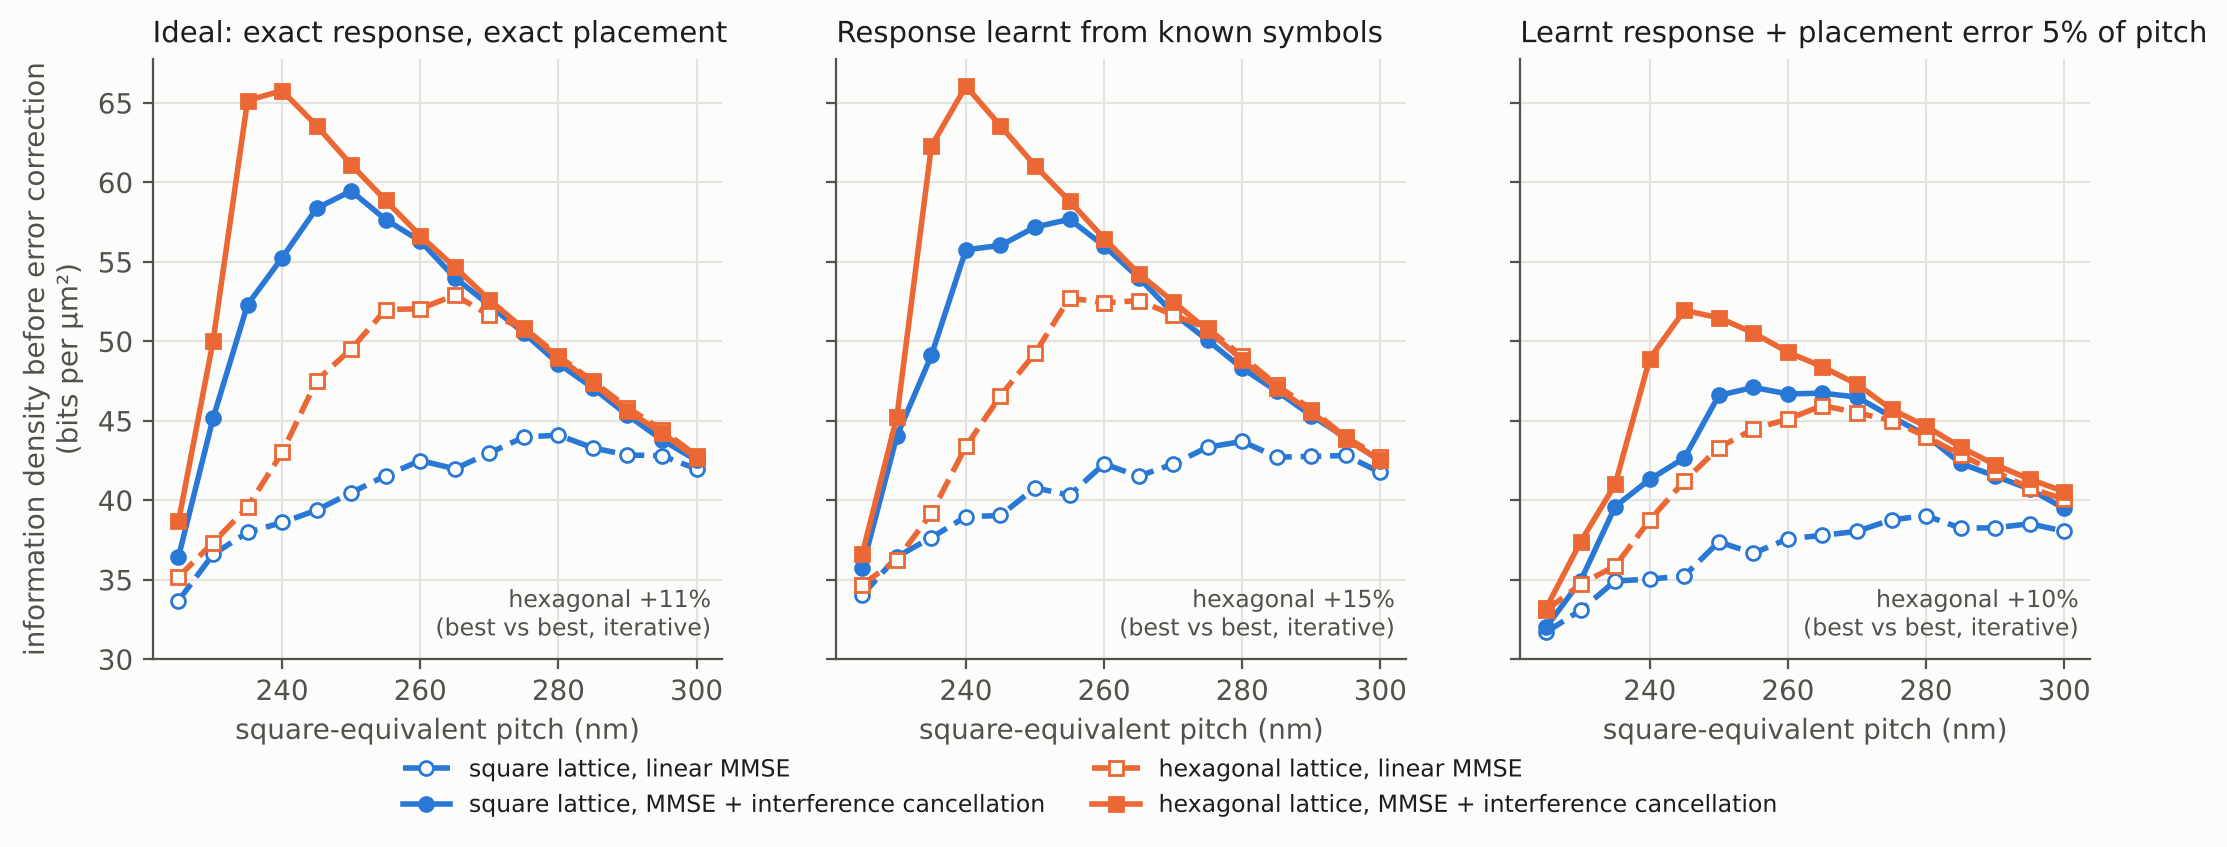 Ideal: exact response, exact placement
Response learnt from known symbols
Learnt response + placement error 5% of pitch
information density before error correction
(bits per µm²)
65
60
55
50
45
40
35
30
hexagonal +11%
(best vs best, iterative)
hexagonal +15%
(best vs best, iterative)
hexagonal +10%
(best vs best, iterative)
240 260 280 300
240 260 280 300
240 260 280 300
square-equivalent pitch (nm)
square-equivalent pitch (nm)
square-equivalent pitch (nm)
square lattice, linear MMSE
square lattice, MMSE + interference cancellation
hexagonal lattice, linear MMSE
hexagonal lattice, MMSE + interference cancellation